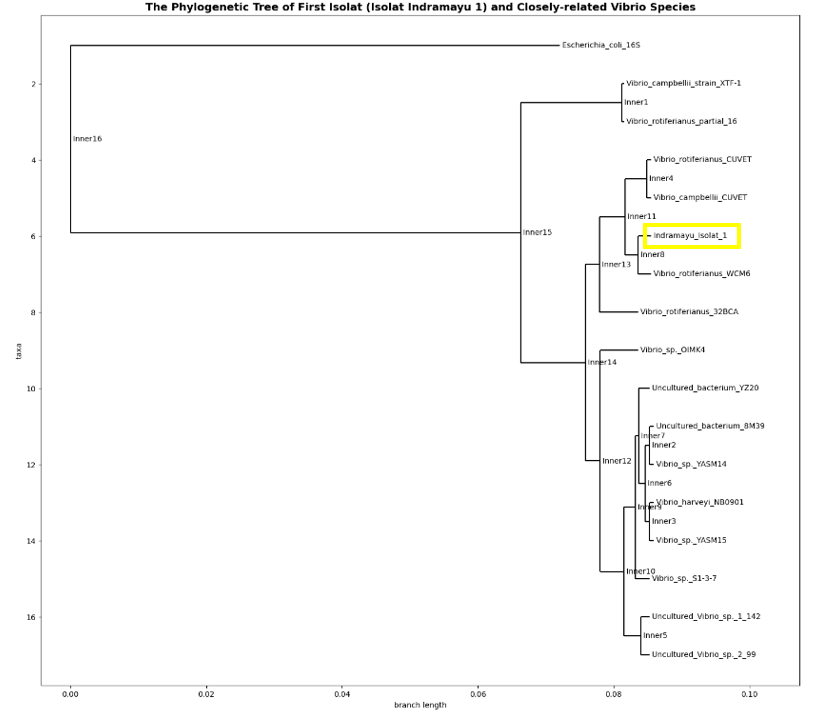 The Phylogenetic Tree of First Isolat (Isolat Indramayu 1) and Closely-related Vibrio Species
Escherichia_coli_16S
2
Vibrio_campbellii_strain_XTF-1
Inner1
Vibrio_rotiferianus_partial_16
Inner16
4
Vibrio_rotiferianus_CUVET
Inner4
Vibrio_campbellii_CUVET
Inner11
6
Inner15
Indramayu_Isolat_1
Inner8
Inner13
Vibrio_rotiferianus_WCM6
8
Vibrio_rotiferianus_32BCA
taxa
Vibrio_sp._OIMK4
Inner14
10
Uncultured_bacterium_YZ20
Uncultured_bacterium_8M39
Inner7
Inner2
12
Inner12
Vibrio_sp._YASM14
Inner6
Vibrio_harveyi_NB0901
Inner9
Inner3
14
Vibrio_sp._YASM15
Inner10
Vibrio_sp._S1-3-7
16
Uncultured_Vibrio_sp._1_142
Inner5
Uncultured_Vibrio_sp._2_99
0.00 0.02 0.04 0.06 0.08 0.10
branch length